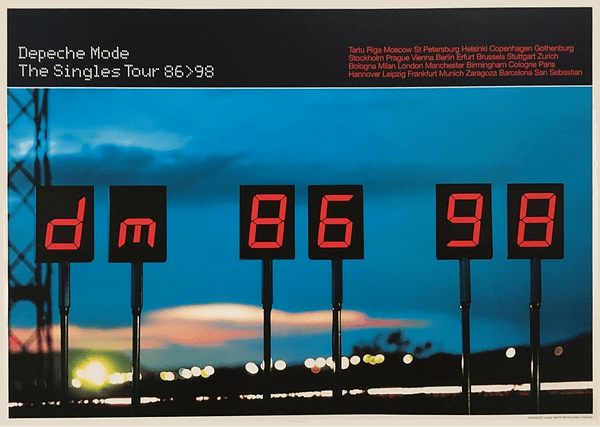 Depeche Mode
The Singles Tour 86>98
Tartu Riga Moscow St Petersburg Helsinki Copenhagen Gothenburg
Stockholm Prague Vienna Berlin Erfurt Brussels Stuttgart Zurich
Bologna Milan London Manchester Birmingham Cologne Paris
Hannover Leipzig Frankfurt Munich Zaragoza Barcelona San Sebastian
dm 86 98